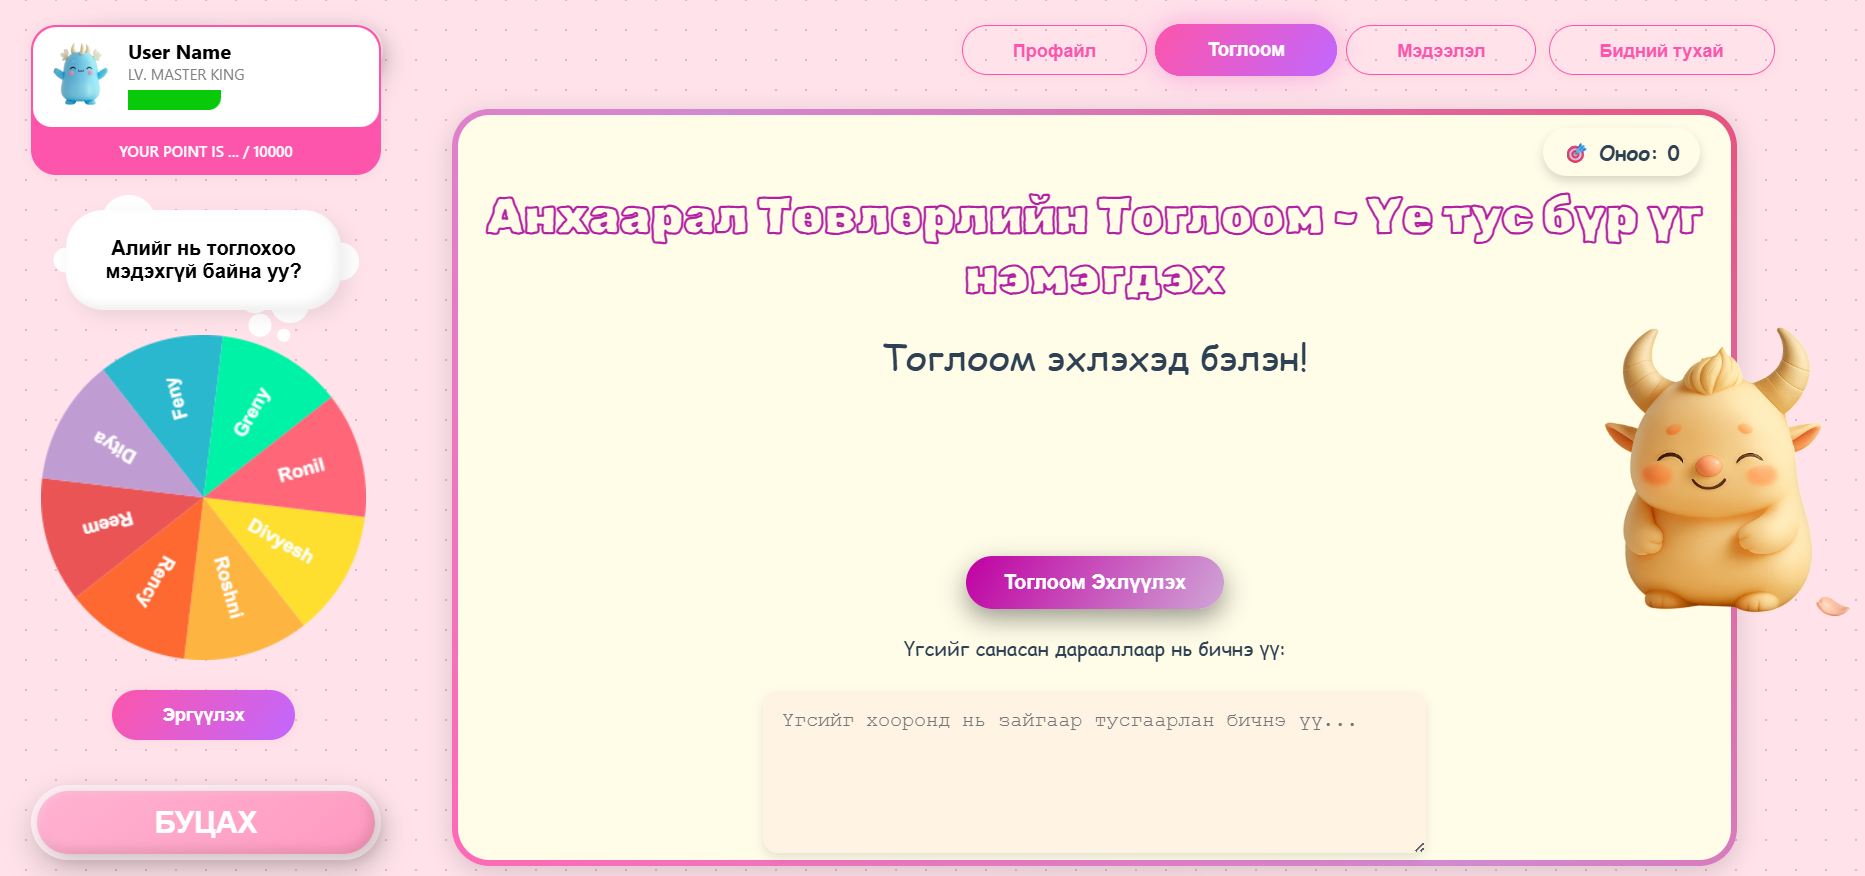 User Name
LV. MASTER KING
YOUR POINT IS ... / 10000
Профайл
Тоглоом
Мэдээлэл
Бидний тухай
Алийг нь тоглохоо
мэдэхгүй байна уу?
Feny
Greny
Ronil
Divyesh
Roshni
Rency
Reem
Ditya
Эргүүлэх
БУЦАХ
Оноо: 0
Анхаарал Төвлөрлийн Тоглоом - Үе тус бүр үг
нэмэгдэх
Тоглоом эхлэхэд бэлэн!
Тоглоом Эхлүүлэх
Үгсийг санасан дарааллаар нь бичнэ үү:
Үгсийг хооронд нь зайгаар тусгаарлан бичнэ үү...